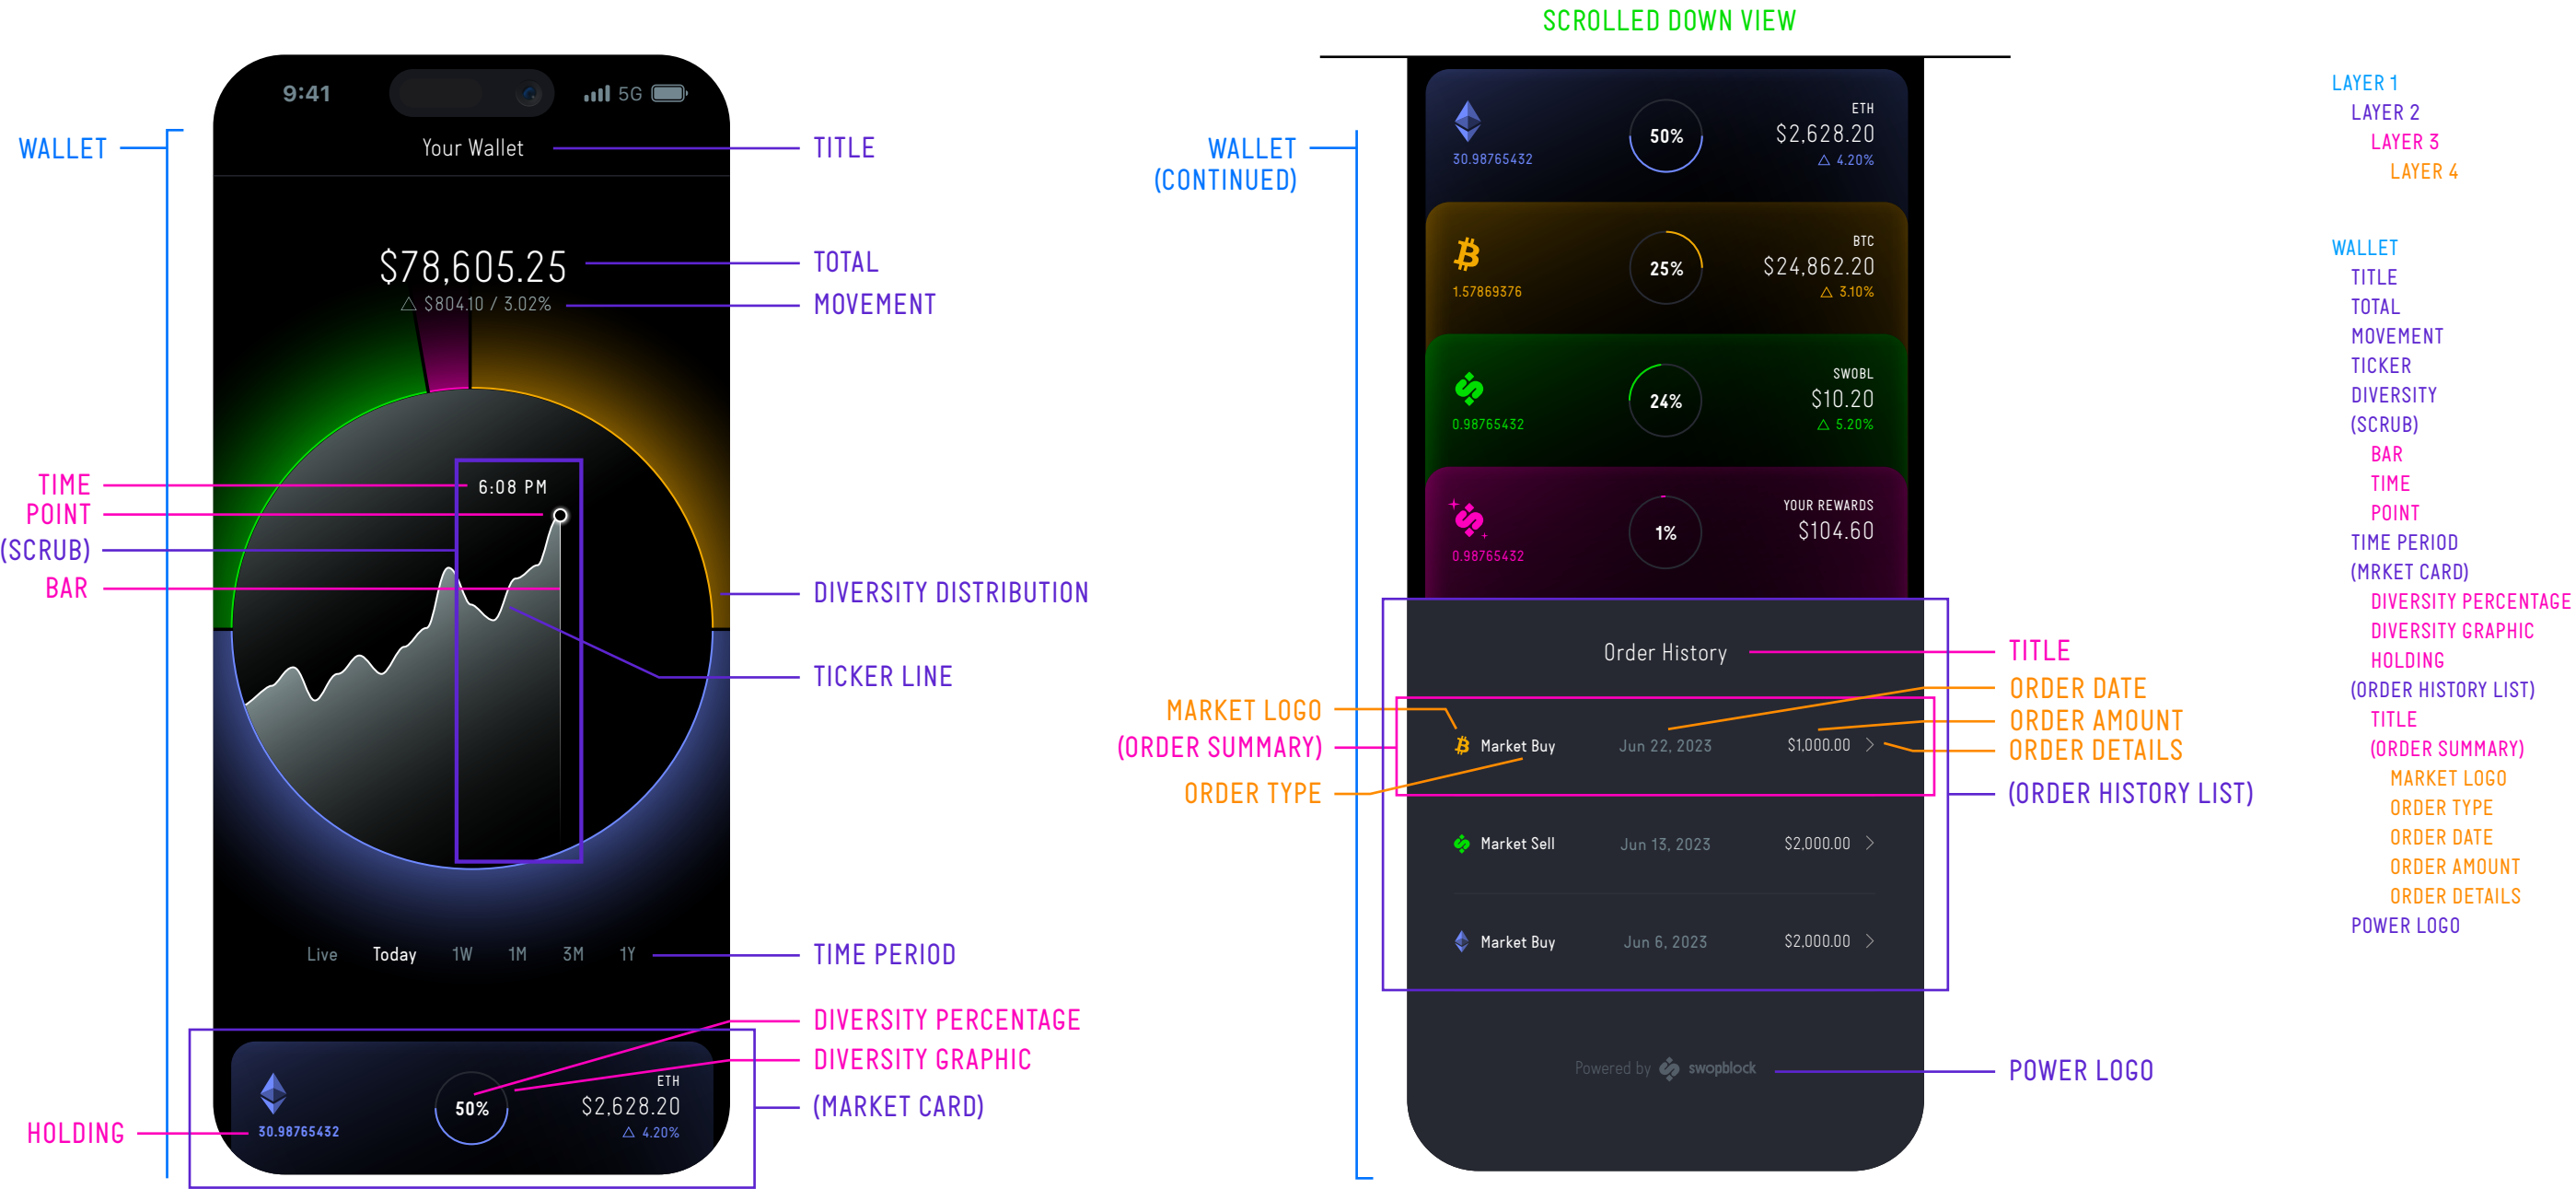 SCROLLED DOWN VIEW
9:41
5G
WALLET
Your Wallet
TITLE
$78,605.25
TOTAL
△ $804.10 / 3.02%
MOVEMENT
TIME
6:08 PM
POINT
(SCRUB)
BAR
DIVERSITY DISTRIBUTION
TICKER LINE
Live Today 1W 1M 3M 1Y
TIME PERIOD
DIVERSITY PERCENTAGE
DIVERSITY GRAPHIC
(MARKET CARD)
HOLDING
30.98765432
50%
ETH
$2,628.20
△ 4.20%
WALLET
(CONTINUED)
30.98765432
50%
ETH
$2,628.20
△ 4.20%
1.57869376
25%
BTC
$24,862.20
△ 3.10%
0.98765432
24%
SWOBL
$10.20
△ 5.20%
0.98765432
1%
YOUR REWARDS
$104.60
Order History
TITLE
ORDER DATE
MARKET LOGO
ORDER AMOUNT
(ORDER SUMMARY)
Market Buy Jun 22, 2023 $1,000.00 >
ORDER DETAILS
ORDER TYPE
(ORDER HISTORY LIST)
Market Sell Jun 13, 2023 $2,000.00 >
Market Buy Jun 6, 2023 $2,000.00 >
Powered by swopblock
POWER LOGO
LAYER 1
LAYER 2
LAYER 3
LAYER 4
WALLET
TITLE
TOTAL
MOVEMENT
TICKER
DIVERSITY
(SCRUB)
BAR
TIME
POINT
TIME PERIOD
(MRKET CARD)
DIVERSITY PERCENTAGE
DIVERSITY GRAPHIC
HOLDING
(ORDER HISTORY LIST)
TITLE
(ORDER SUMMARY)
MARKET LOGO
ORDER TYPE
ORDER DATE
ORDER AMOUNT
ORDER DETAILS
POWER LOGO